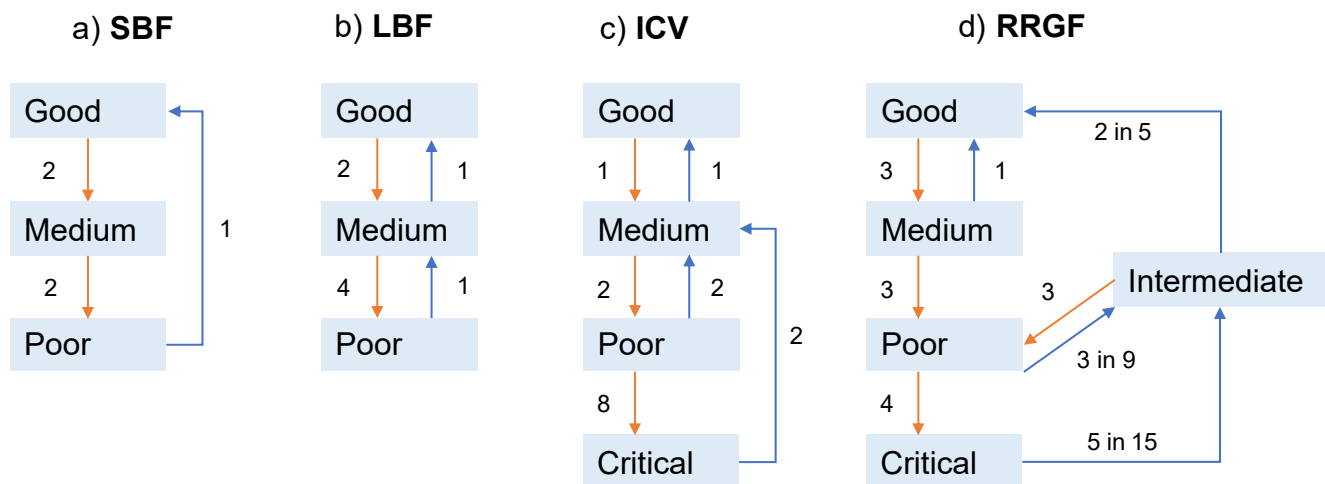 a) SBF
b) LBF
c) ICV
d) RRGF
Good
2
Medium
2
Poor
1
Good
2
1
Medium
4
1
Poor
Good
1
1
Medium
2
2
Poor
8
Critical
2
Good
3
1
Medium
3
Poor
4
Critical
2 in 5
Intermediate
3
3 in 9
5 in 15